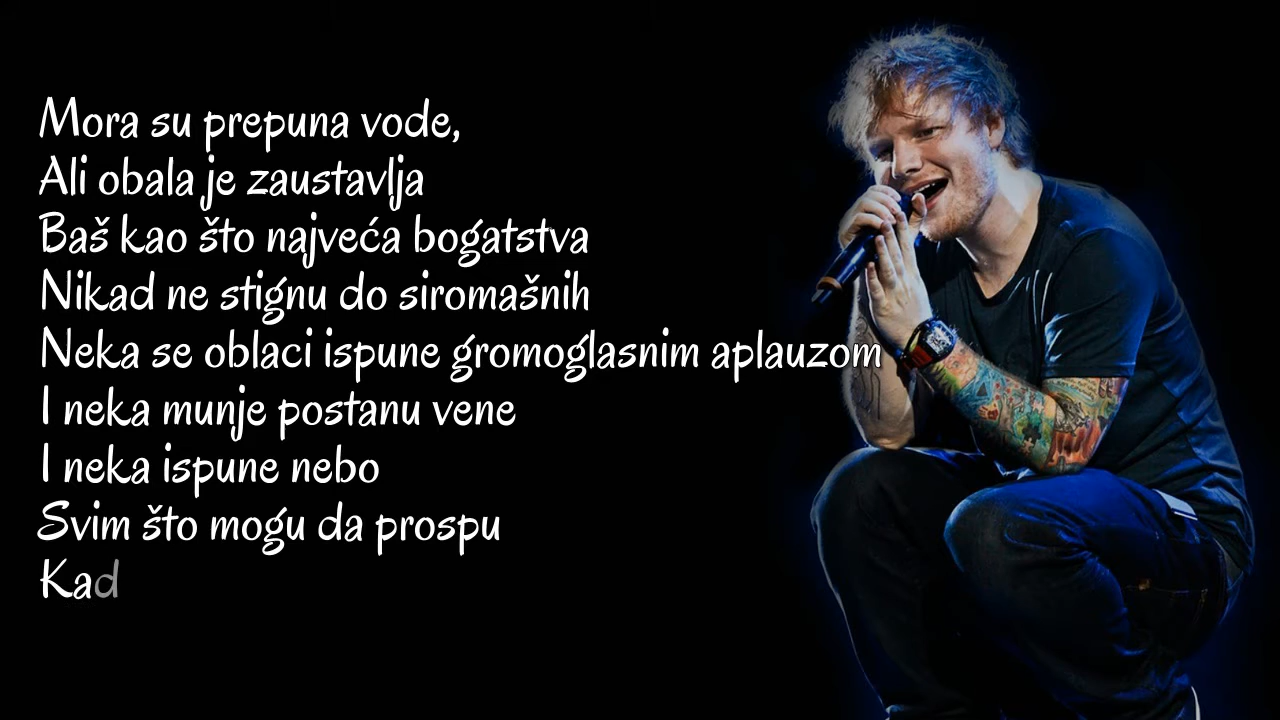 Mora su prepuna vode,
Ali obala je zaustavlja
Baš kao što najveća bogatstva
Nikad ne stignu do siromašnih
Neka se oblaci ispune gromoglasnim aplauzom
I neka munje postanu vene
I neka ispune nebo
Svim što mogu da prospu
Kad